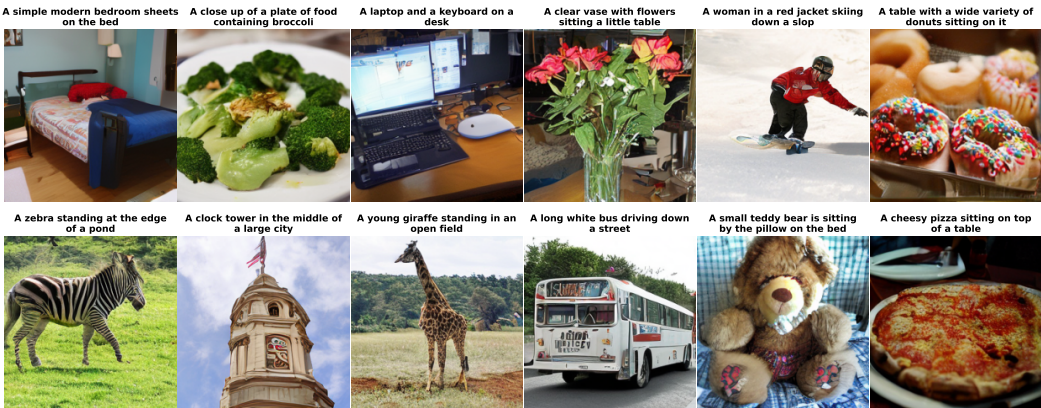 A simple modern bedroom sheets
on the bed
A close up of a plate of food
containing broccoli
A laptop and a keyboard on a
desk
A clear vase with flowers
sitting a little table
A woman in a red jacket skiing
down a slop
A table with a wide variety of
donuts sitting on it
A zebra standing at the edge
of a pond
A clock tower in the middle of
a large city
A young giraffe standing in an
open field
A long white bus driving down
a street
A small teddy bear is sitting
by the pillow on the bed
A cheesy pizza sitting on top
of a table